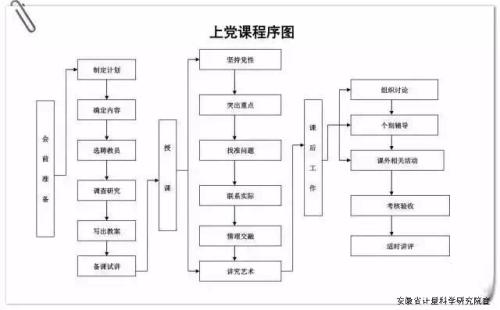 上党课程序图
会前准备
制定计划
确定内容
选聘教员
调查研究
写出教案
备课试讲
授课
坚持党性
突出重点
找准问题
联系实际
情理交融
讲究艺术
课后工作
组织讨论
个别辅导
课外相关活动
考核验收
适时讲评
安徽省计量科学研究院宣